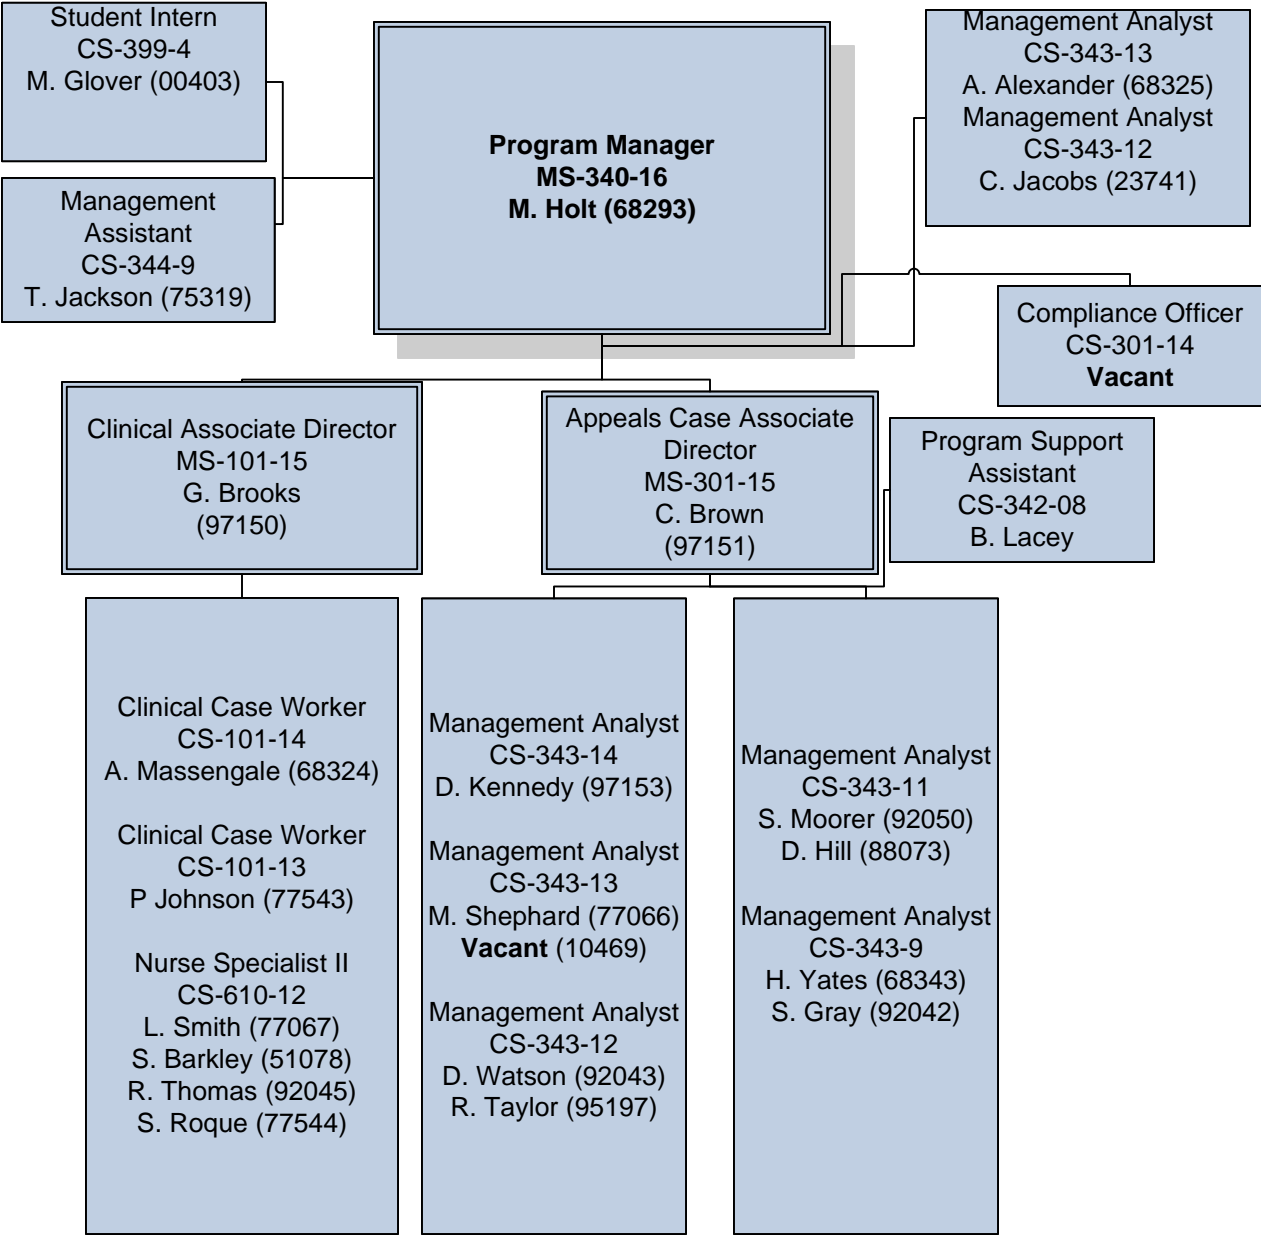 Student Intern
CS-399-4
M. Glover (00403)
Management
Assistant
CS-344-9
T. Jackson (75319)
Program Manager
MS-340-16
M. Holt (68293)
Management Analyst
CS-343-13
A. Alexander (68325)
Management Analyst
CS-343-12
C. Jacobs (23741)
Compliance Officer
CS-301-14
Vacant
Clinical Associate Director
MS-101-15
G. Brooks
(97150)
Appeals Case Associate
Director
MS-301-15
C. Brown
(97151)
Program Support
Assistant
CS-342-08
B. Lacey
Clinical Case Worker
CS-101-14
A. Massengale (68324)
Clinical Case Worker
CS-101-13
P Johnson (77543)
Nurse Specialist II
CS-610-12
L. Smith (77067)
S. Barkley (51078)
R. Thomas (92045)
S. Roque (77544)
Management Analyst
CS-343-14
D. Kennedy (97153)
Management Analyst
CS-343-13
M. Shephard (77066)
Vacant (10469)
Management Analyst
CS-343-12
D. Watson (92043)
R. Taylor (95197)
Management Analyst
CS-343-11
S. Moorer (92050)
D. Hill (88073)
Management Analyst
CS-343-9
H. Yates (68343)
S. Gray (92042)